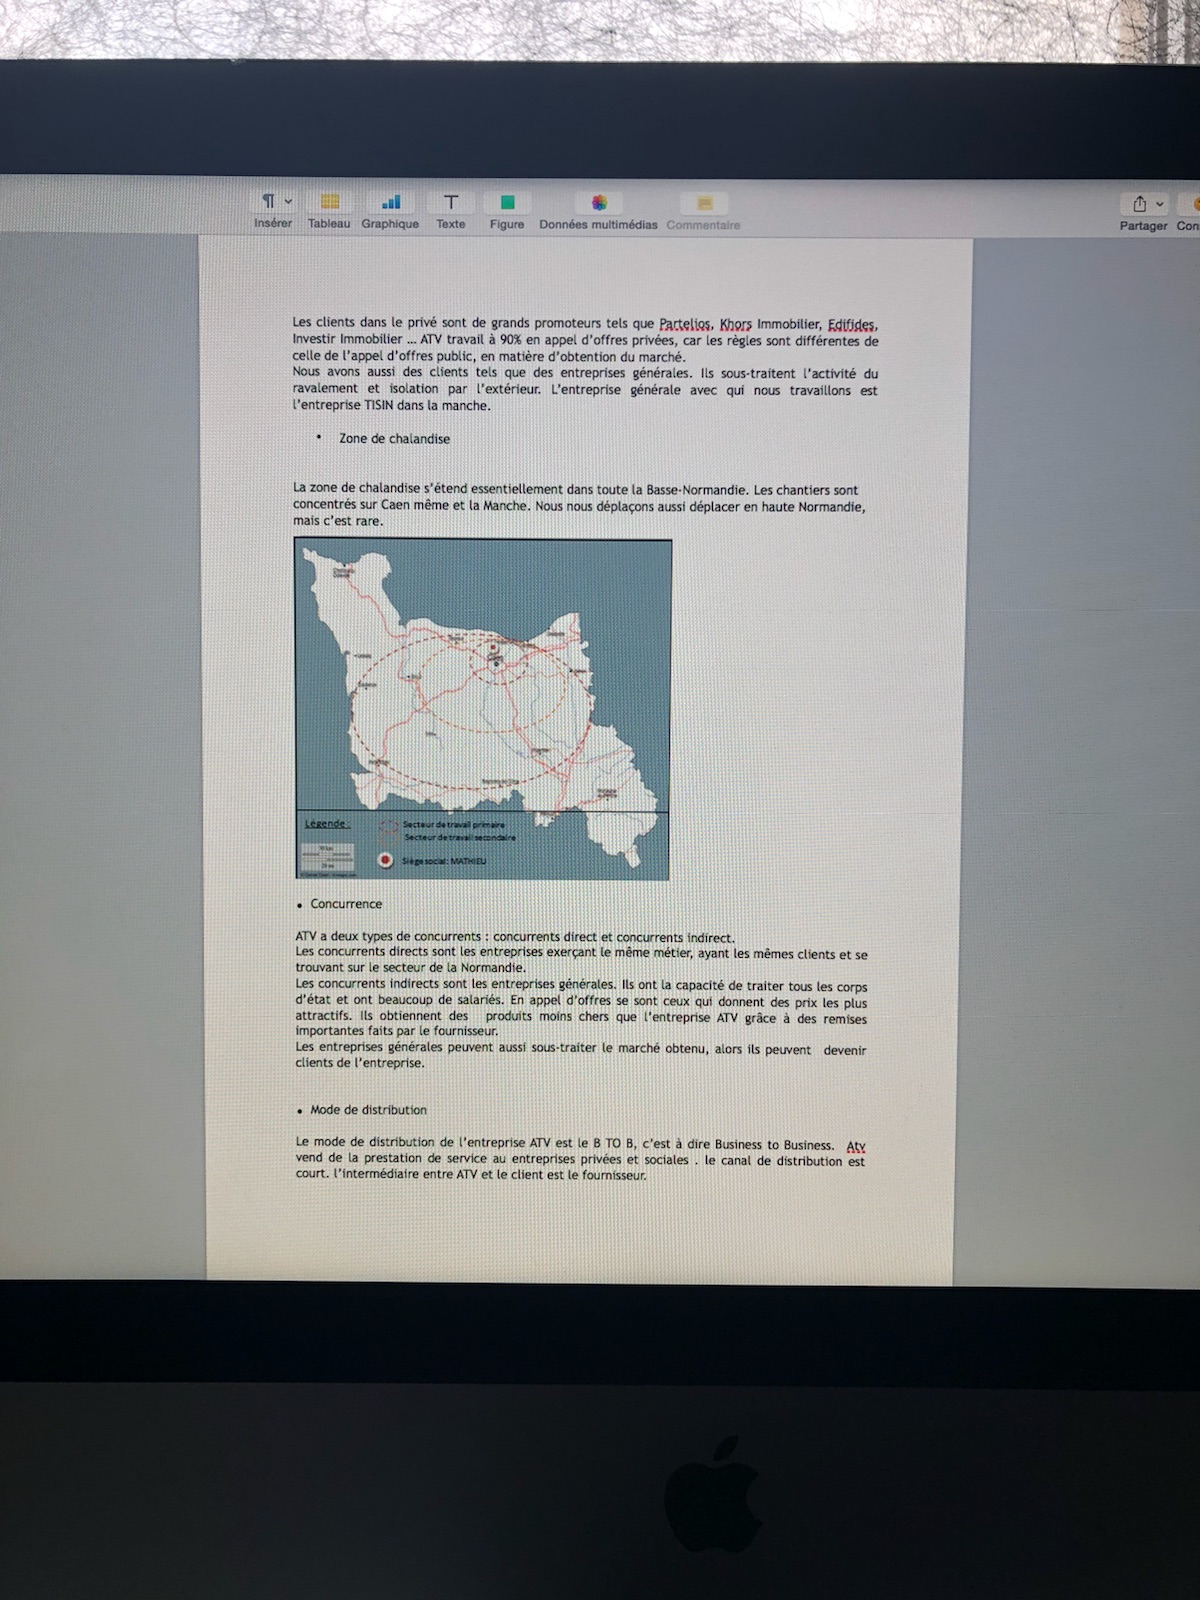 Insérer Tableau Graphique Texte Figure Données multimédias Commentaire Partager Con
Les clients dans le privé sont de grands promoteurs tels que Partelios, Khors Immobilier, Edifides,
Investir Immobilier ... ATV travail à 90% en appel d'offres privées, car les règles sont différentes de
celle de l'appel d'offres public, en matière d'obtention du marché.
Nous avons aussi des clients tels que des entreprises générales. Ils sous-traitent l'activité du
ravalement et isolation par l'extérieur. L'entreprise générale avec qui nous travaillons est
l'entreprise TISIN dans la manche.
• Zone de chalandise
La zone de chalandise s'étend essentiellement dans toute la Basse-Normandie. Les chantiers sont
concentrés sur Caen même et la Manche. Nous nous déplaçons aussi déplacer en haute Normandie,
mais c'est rare.
Légende :
Secteur de travail primaire
Secteur de travail secondaire
Siège social: MATHIEU
• Concurrence
ATV a deux types de concurrents : concurrents direct et concurrents indirect.
Les concurrents directs sont les entreprises exerçant le même métier, ayant les mêmes clients et se
trouvant sur le secteur de la Normandie.
Les concurrents indirects sont les entreprises générales. Ils ont la capacité de traiter tous les corps
d'état et ont beaucoup de salariés. En appel d'offres se sont ceux qui donnent des prix les plus
attractifs. Ils obtiennent des produits moins chers que l'entreprise ATV grâce à des remises
importantes faits par le fournisseur.
Les entreprises générales peuvent aussi sous-traiter le marché obtenu, alors ils peuvent devenir
clients de l'entreprise.
• Mode de distribution
Le mode de distribution de l'entreprise ATV est le B TO B, c'est à dire Business to Business. Atv
vend de la prestation de service au entreprises privées et sociales . le canal de distribution est
court. l'intermédiaire entre ATV et le client est le fournisseur.